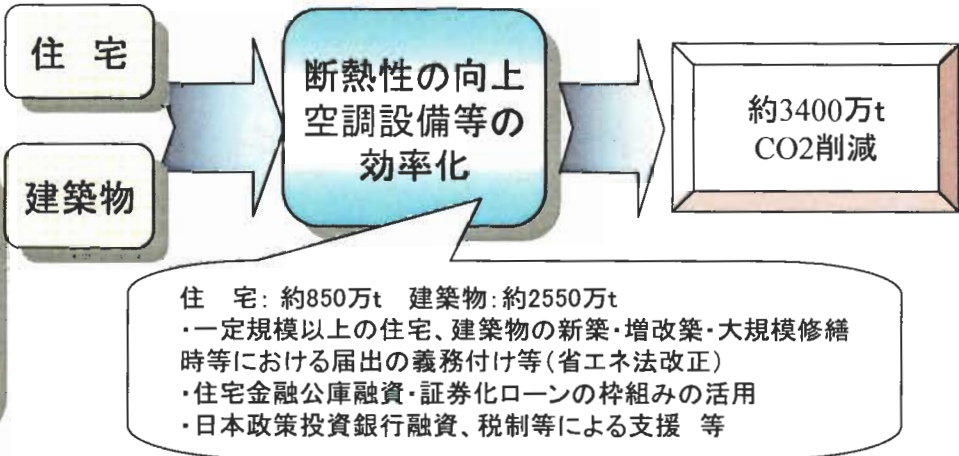 住 宅
建築物
断熱性の向上
空調設備等の
効率化
約3400万t
CO2削減
住 宅: 約850万t 建築物:約2550万t
・一定規模以上の住宅、建築物の新築・増改築・大規模修繕
時等における届出の義務付け等(省エネ法改正)
・住宅金融公庫融資・証券化ローンの枠組みの活用
・日本政策投資銀行融資、税制等による支援 等